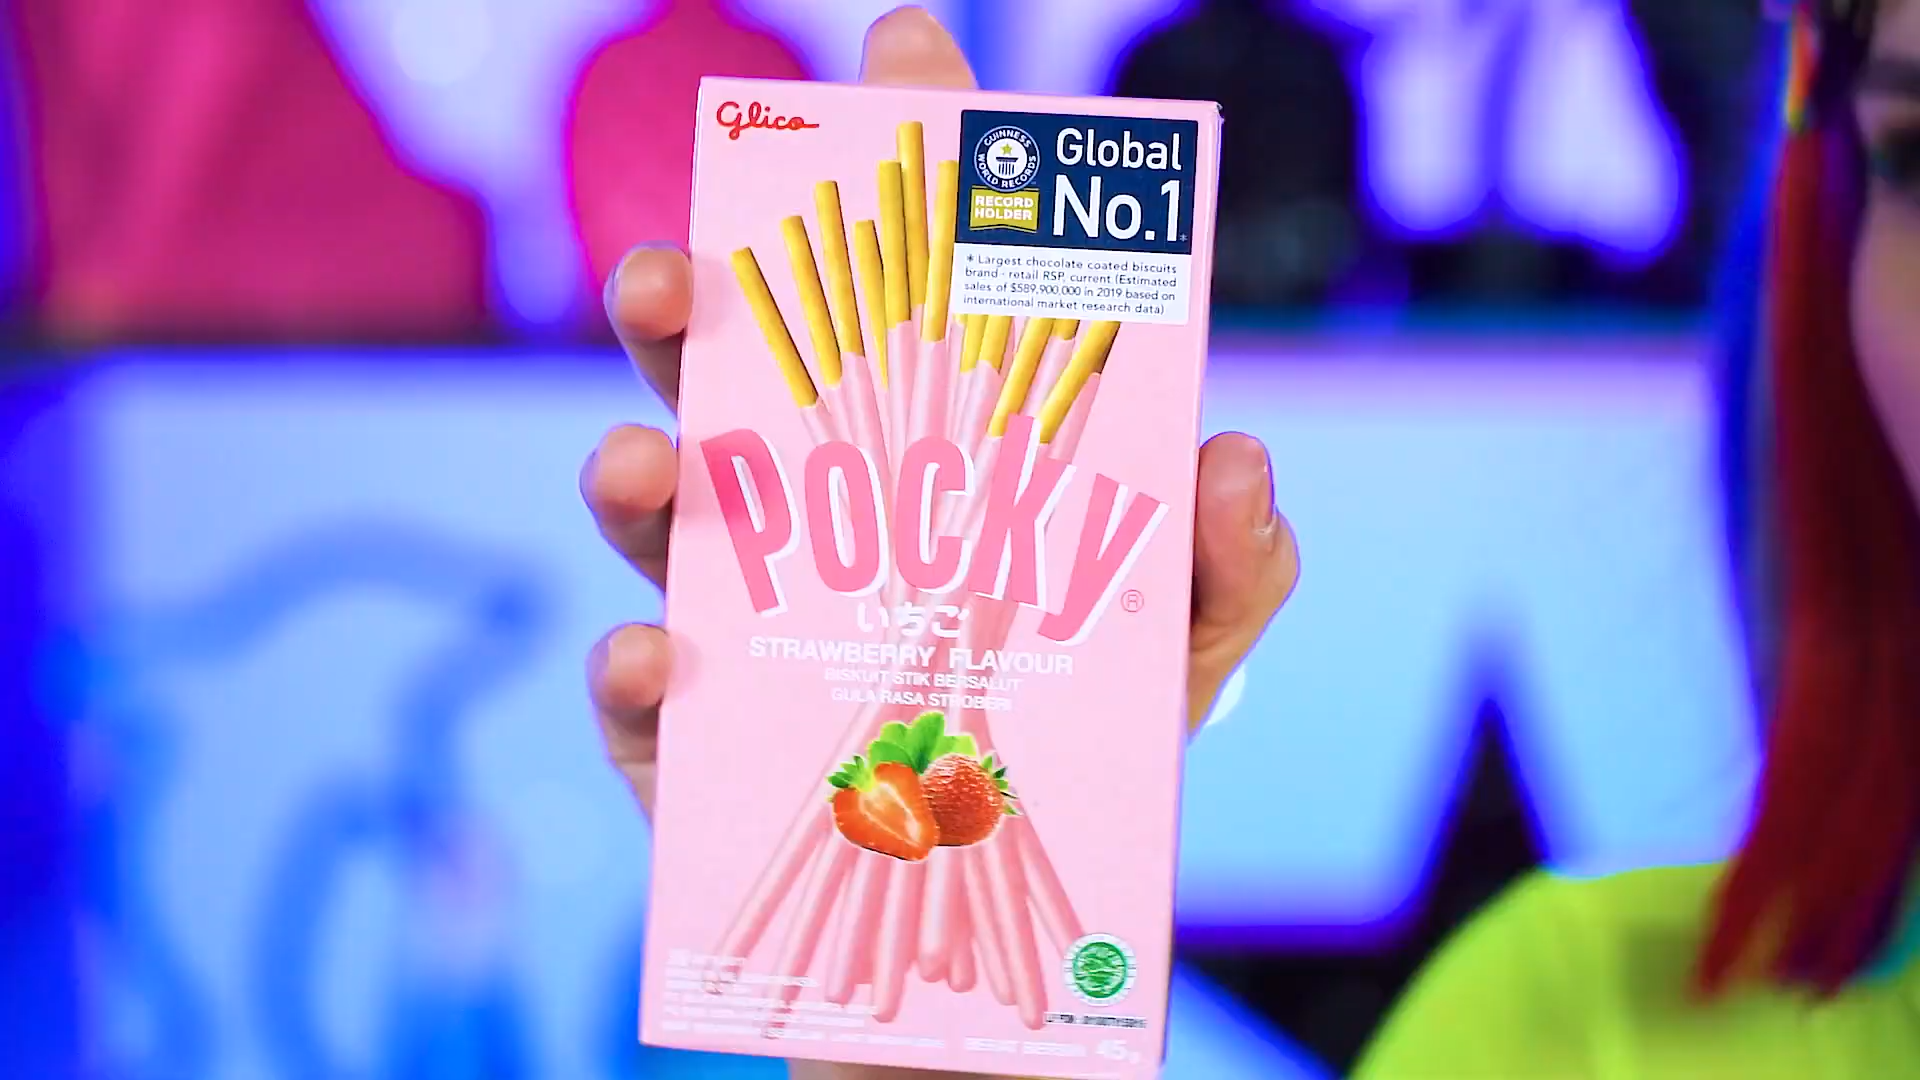 Glico
GUINNESS WORLD RECORDS
RECORD
HOLDER
Global
No.1*
* Largest chocolate coated biscuits
brand - retail RSP, current (Estimated
sales of $589,900,000 in 2019 based on
international market research data)
Pocky®
いちご
STRAWBERRY FLAVOUR
BISKUIT STIK BERSALUT
GULA RASA STROBERI
45g